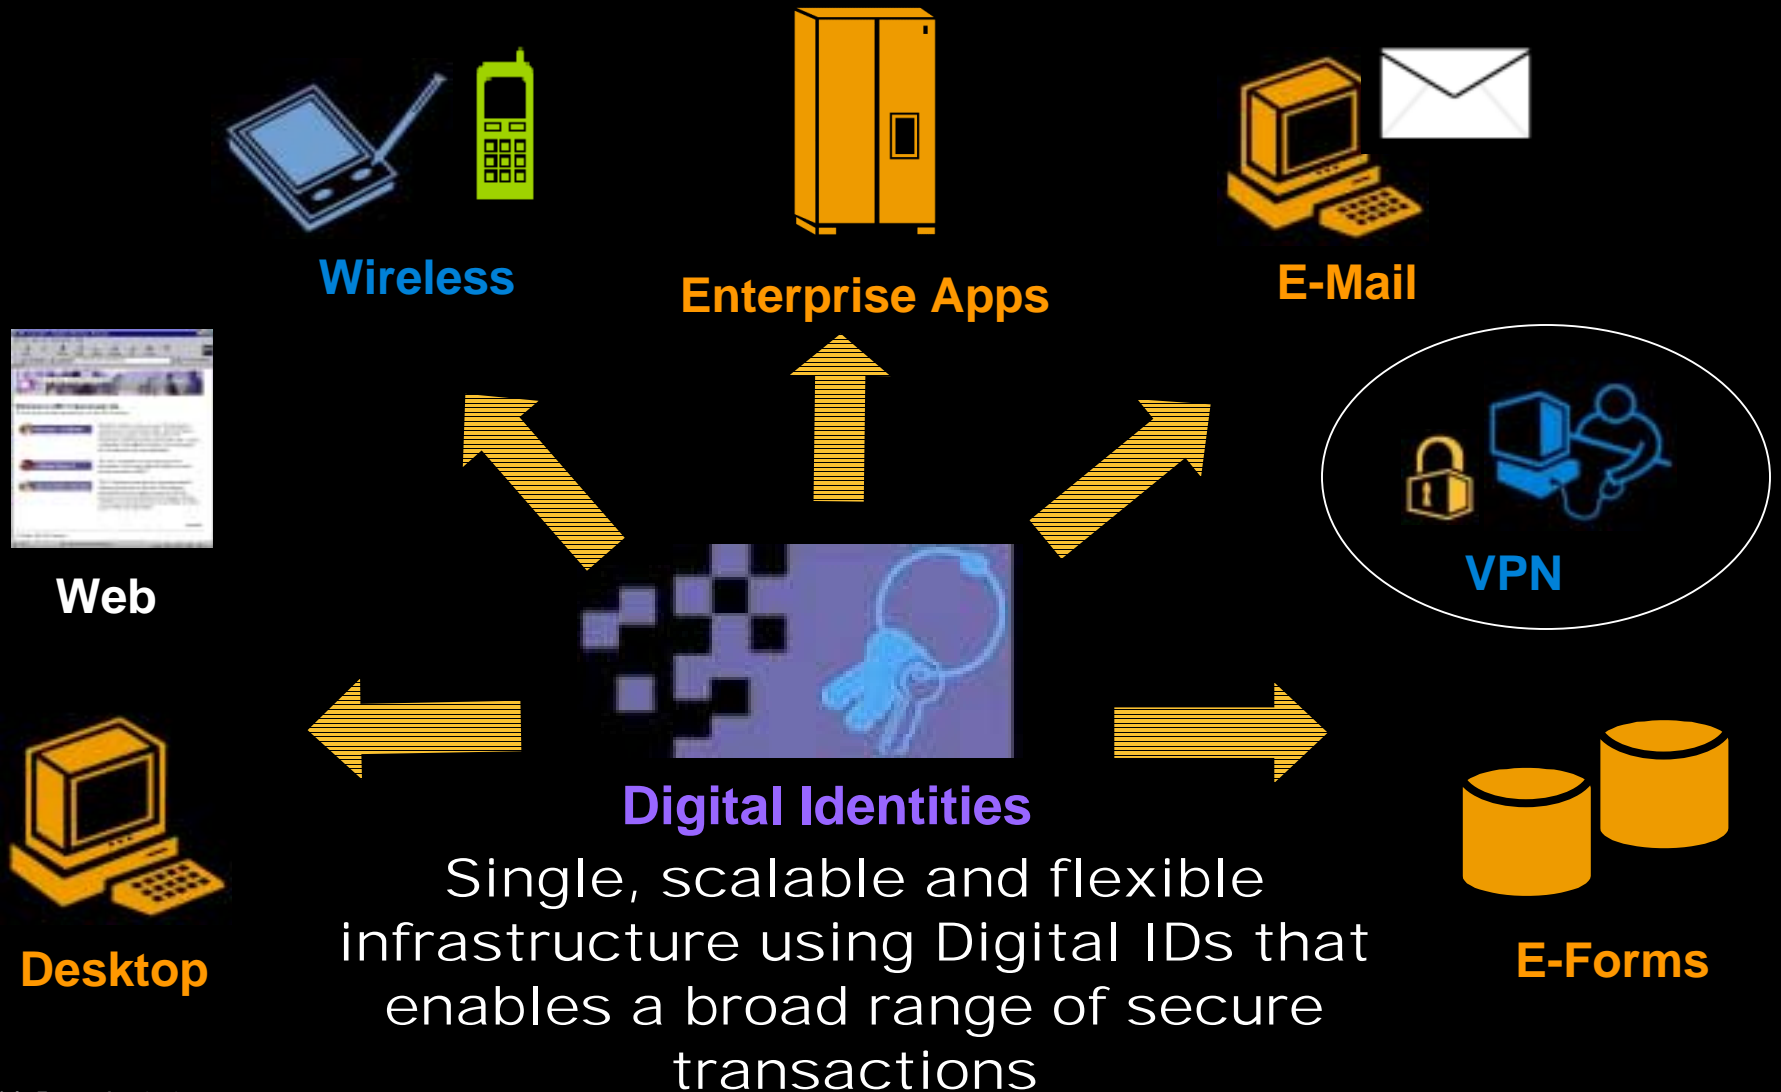 Wireless
Enterprise Apps
E-Mail
Web
VPN
Digital Identities
Single, scalable and flexible
infrastructure using Digital IDs that
enables a broad range of secure
transactions
Desktop
E-Forms